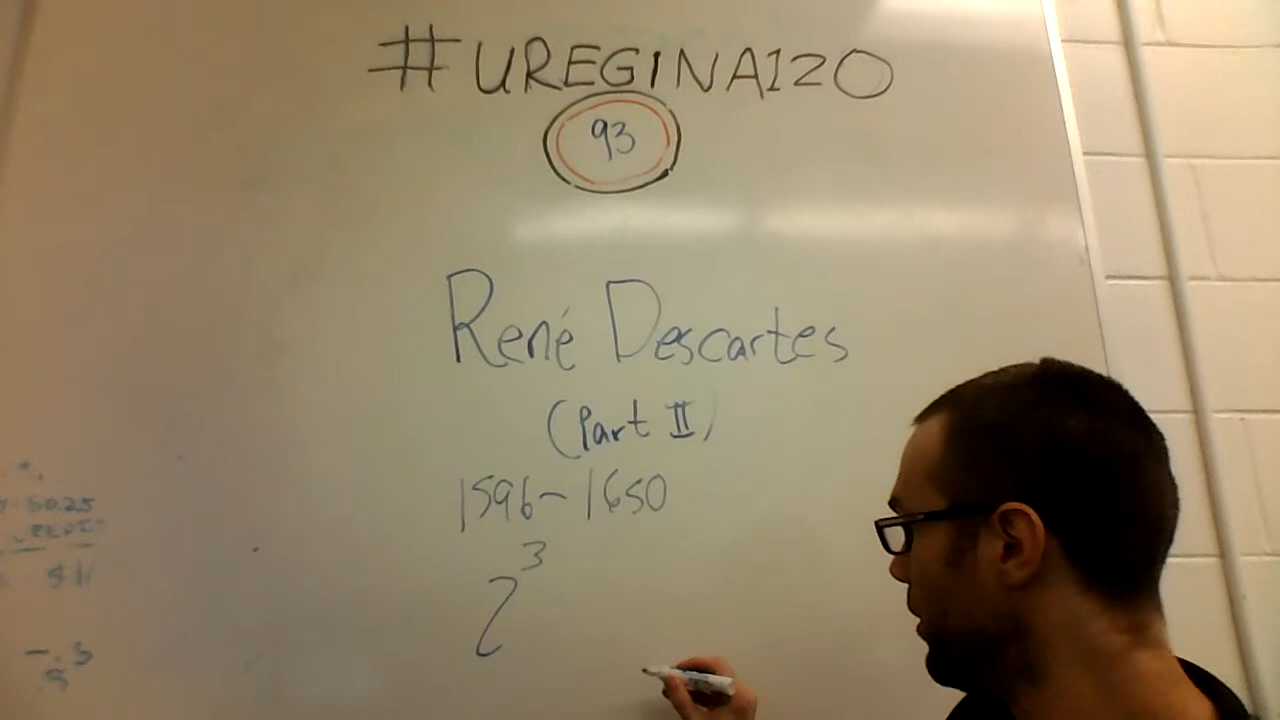 #UREGINA120
93
René Descartes
(Part II)
1596-1650
2³